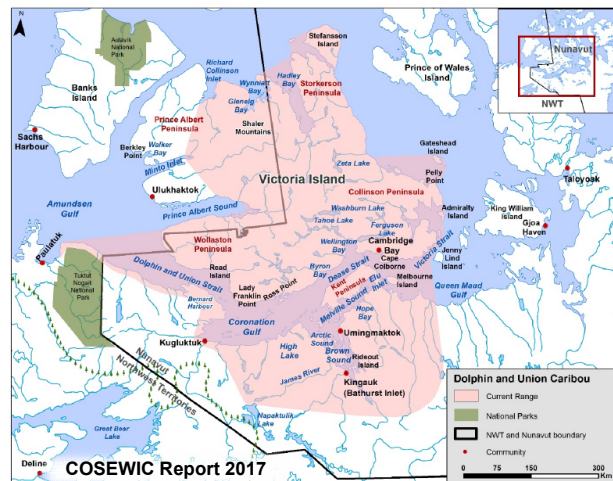 N
Aulavik
National
Park
Banks
Island
Sachs
Harbour
Richard
Collinson
Inlet
Wynniatt
Bay
Hadley
Bay
Stefansson
Island
Storkerson
Peninsula
Glenelg
Bay
Prince of Wales
Island
Nunavut
NWT
Prince Albert
Peninsula
Shaler
Mountains
Berkley
Point
Walker
Bay
Minto Inlet
Ulukhaktok
Victoria Island
Zeta Lake
Gateshead
Island
Pelly
Point
Collinson Peninsula
Taloyoak
Amundsen
Gulf
Prince Albert Sound
Washburn Lake
Tahoe Lake
Ferguson
Lake
Admiralty
Island
King William
Island
Gjoa
Haven
Paulatuk
Wollaston
Peninsula
Wellington
Bay
Cambridge
Bay
Cape
Colborne
Victoria Strait
Jenny
Lind
Island
Tuktut
Nogait
National
Park
Dolphin and Union Strait
Read
Island
Lady
Franklin
Point
Ross Point
Byron
Bay
Dease Strait
Kent
Peninsula
Elu
Inlet
Melbourne
Island
Queen Maud
Gulf
Bernard
Harbour
Coronation
Gulf
Melville Sound
Hope
Bay
Kugluktuk
Arctic
Sound
Umingmaktok
High
Lake
Brown
Sound
Rideout
Island
James River
Kingauk
(Bathurst Inlet)
Nunavut
Northwest Territories
Napaktulik
Lake
Great Bear
Lake
Deline
COSEWIC Report 2017
Dolphin and Union Caribou
Current Range
National Parks
NWT and Nunavut boundary
Community
0 75 150 300
Km